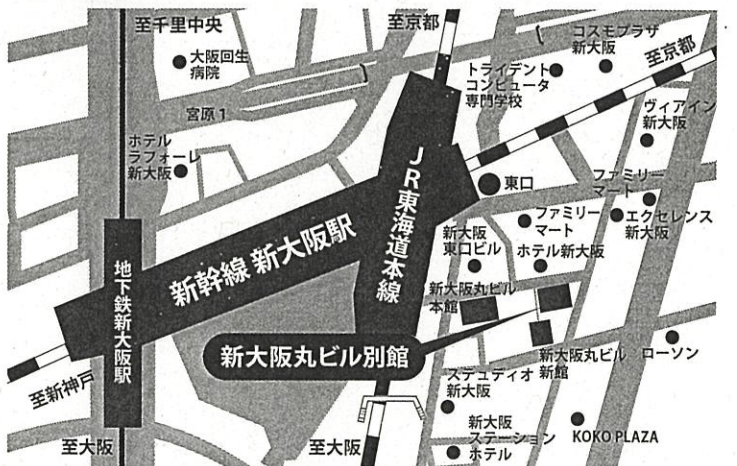 至千里中央
至京都
コスモプラザ
新大阪
大阪回生
病院
トライデント
コンピュータ
専門学校
至京都
宮原1
ヴィアイン
新大阪
ホテル
ラフォーレ
新大阪
JR東海道本線
東口
ファミリー
マート
ファミリー
マート
エクセレンス
新大阪
新大阪
東口ビル
ホテル新大阪
新幹線 新大阪駅
地下鉄新大阪駅
新大阪丸ビル
本館
新大阪丸ビル別館
新大阪丸ビル
新館
ローソン
至新神戸
ステュディオ
新大阪
新大阪
ステーション
ホテル
KOKO PLAZA
至大阪
至大阪